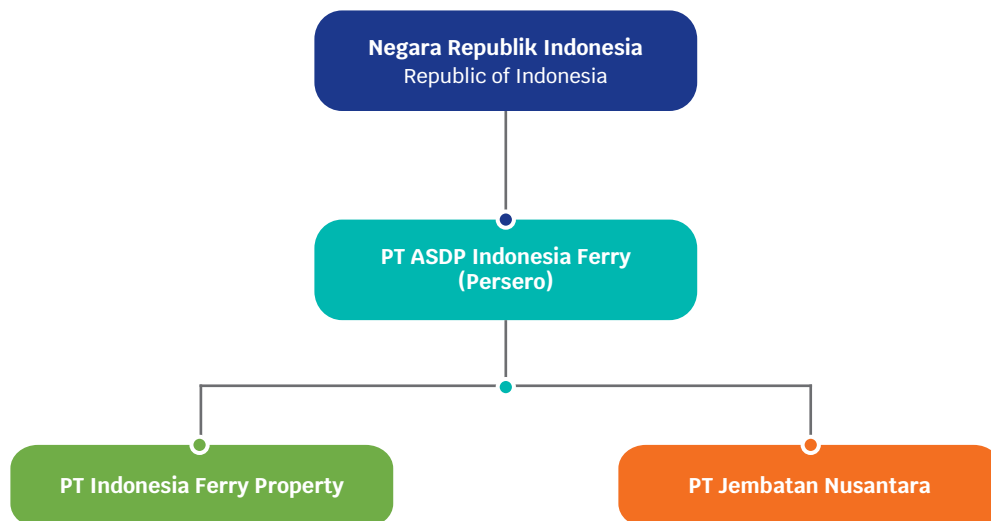 Negara Republik Indonesia
Republic of Indonesia
PT ASDP Indonesia Ferry
(Persero)
PT Indonesia Ferry Property
PT Jembatan Nusantara